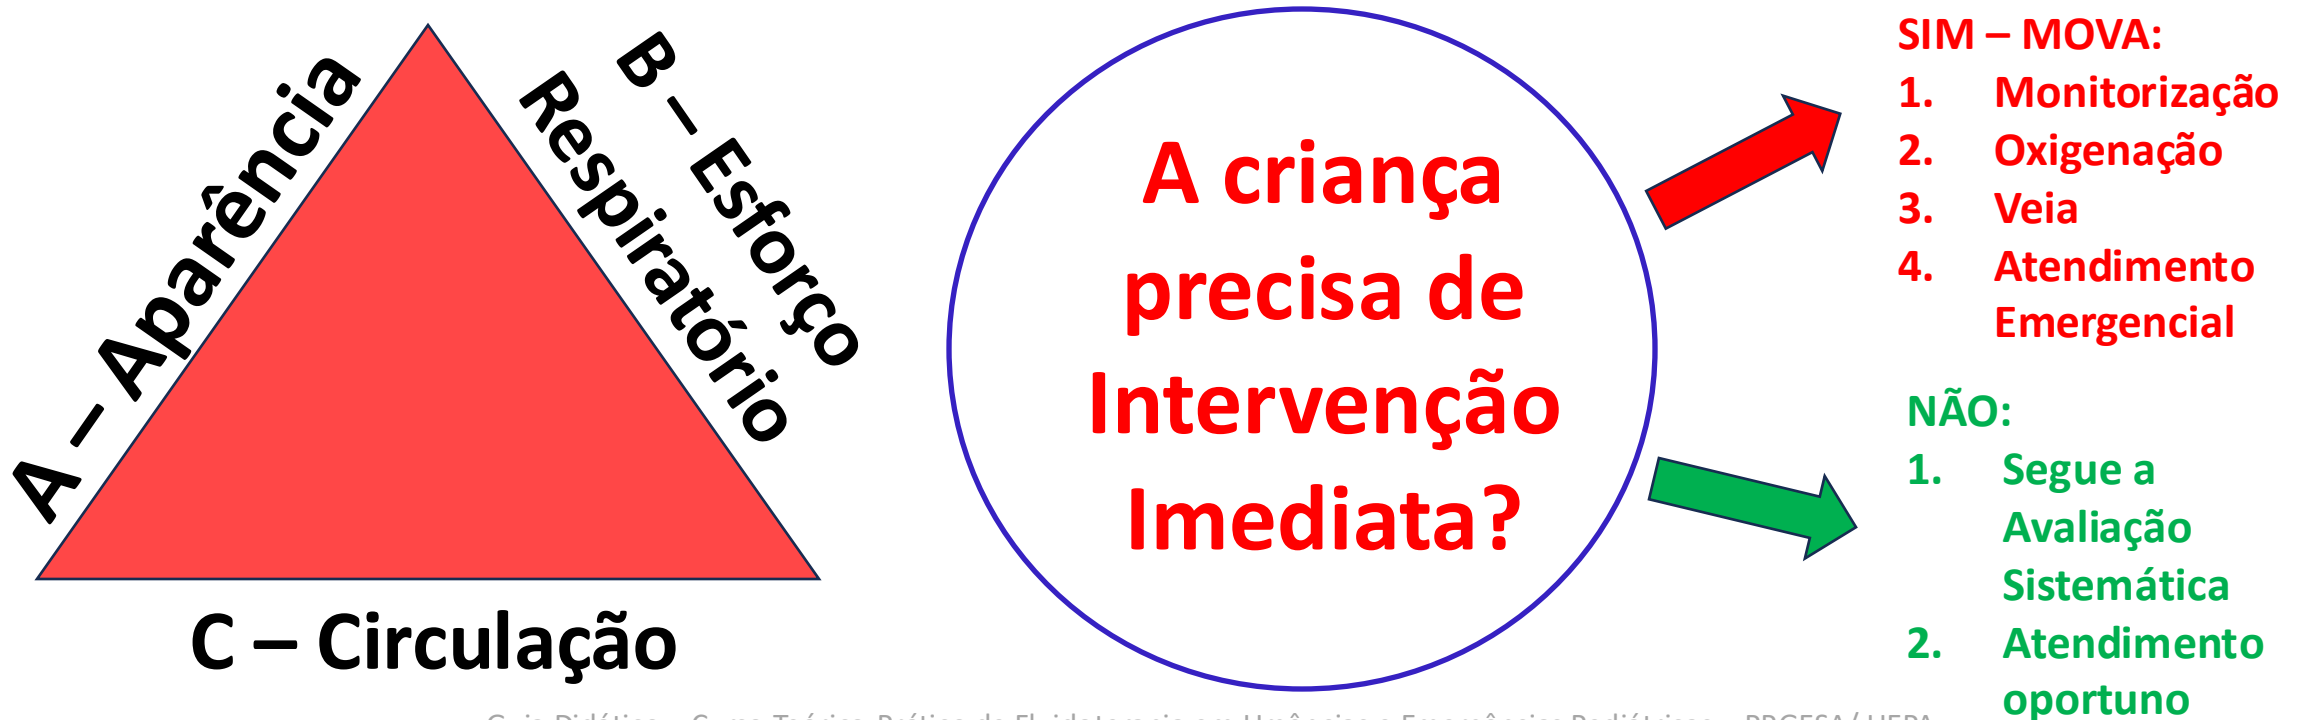 A – Aparência
B – Esforço
Respiratório
C – Circulação
A criança
precisa de
Intervenção
Imediata?
SIM – MOVA:
1. Monitorização
2. Oxigenação
3. Veia
4. Atendimento
Emergencial
NÃO:
1. Segue a
Avaliação
Sistemática
2. Atendimento
oportuno